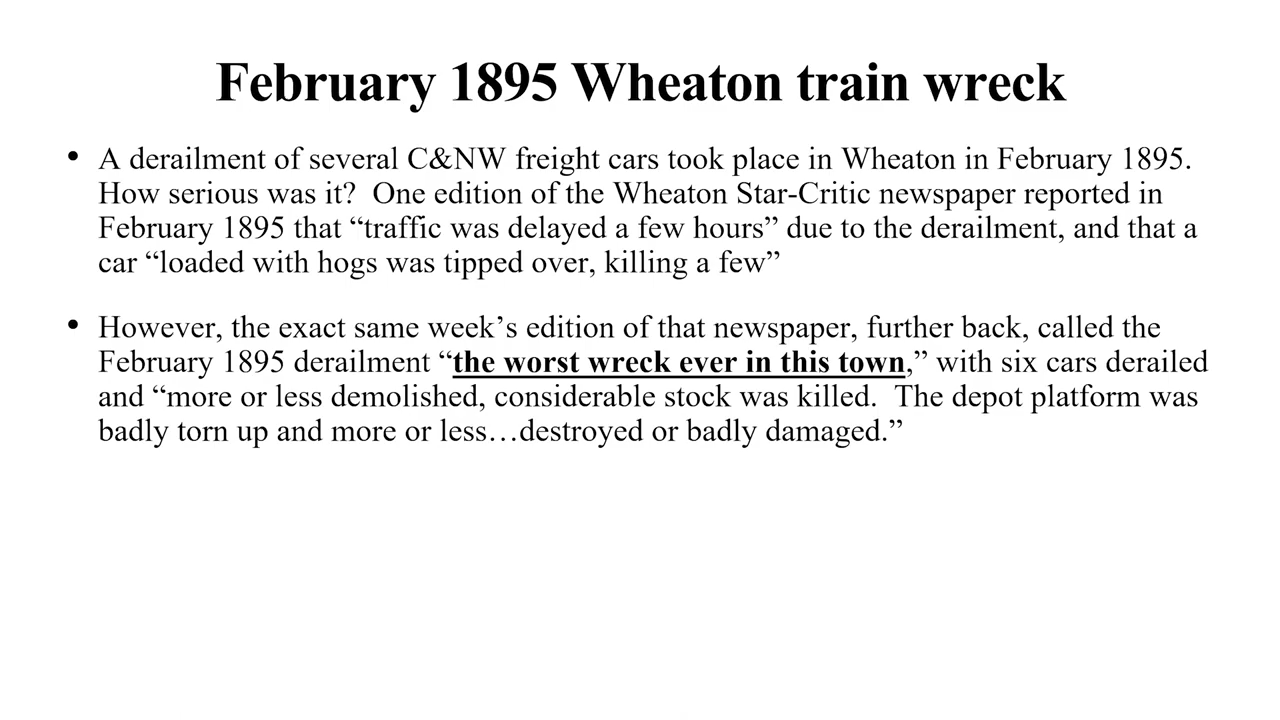 February 1895 Wheaton train wreck
• A derailment of several C&NW freight cars took place in Wheaton in February 1895.
How serious was it?  One edition of the Wheaton Star-Critic newspaper reported in
February 1895 that “traffic was delayed a few hours” due to the derailment, and that a
car “loaded with hogs was tipped over, killing a few”
• However, the exact same week’s edition of that newspaper, further back, called the
February 1895 derailment “the worst wreck ever in this town,” with six cars derailed
and “more or less demolished, considerable stock was killed.  The depot platform was
badly torn up and more or less…destroyed or badly damaged.”